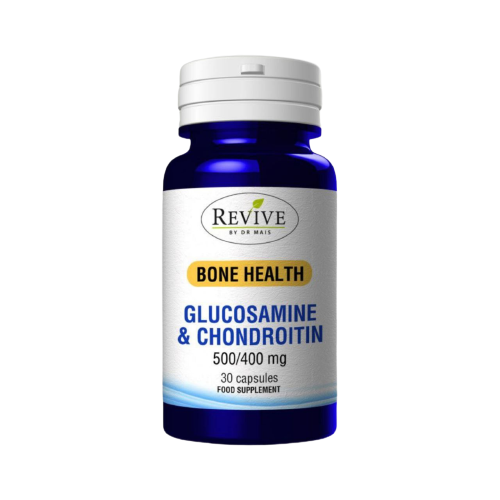 REVIVE
BY DR MAIS
BONE HEALTH
GLUCOSAMINE
& CHONDROITIN
500/400 mg
30 capsules
FOOD SUPPLEMENT